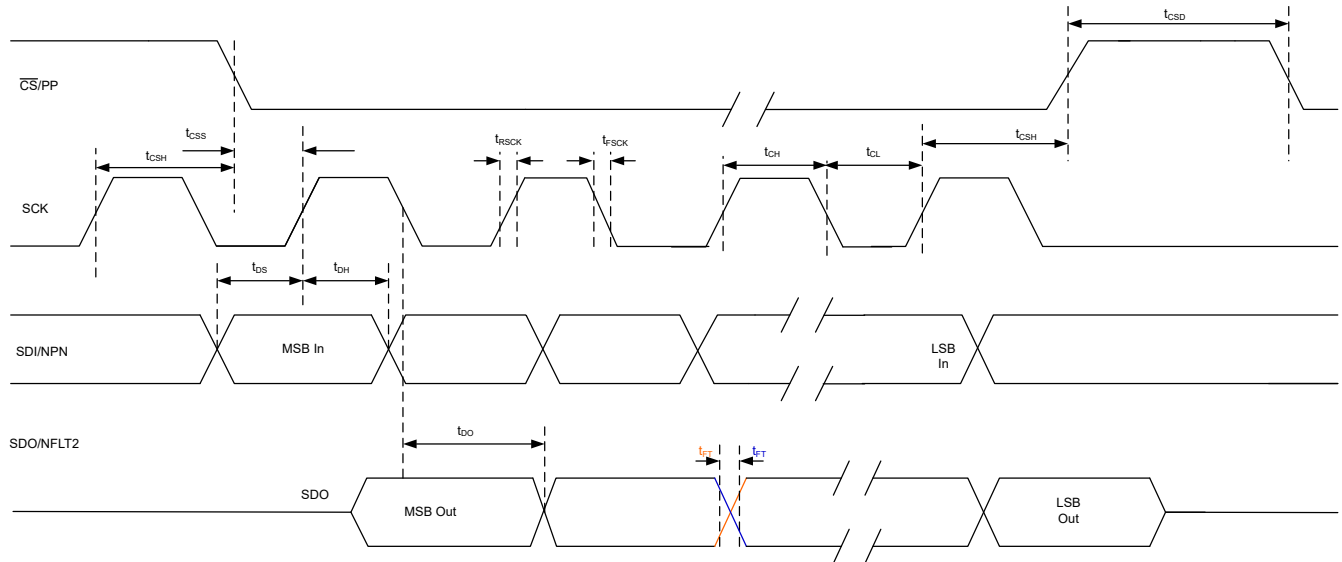 tCSD
CS/PP
tCSS
tCSH
tRSCK
tFSCK
tCH
tCL
tCSH
SCK
tDS
tDH
SDI/NPN
MSB In
LSB
In
SDO/NFLT2
tDO
tFT
tFT
SDO
MSB Out
LSB
Out